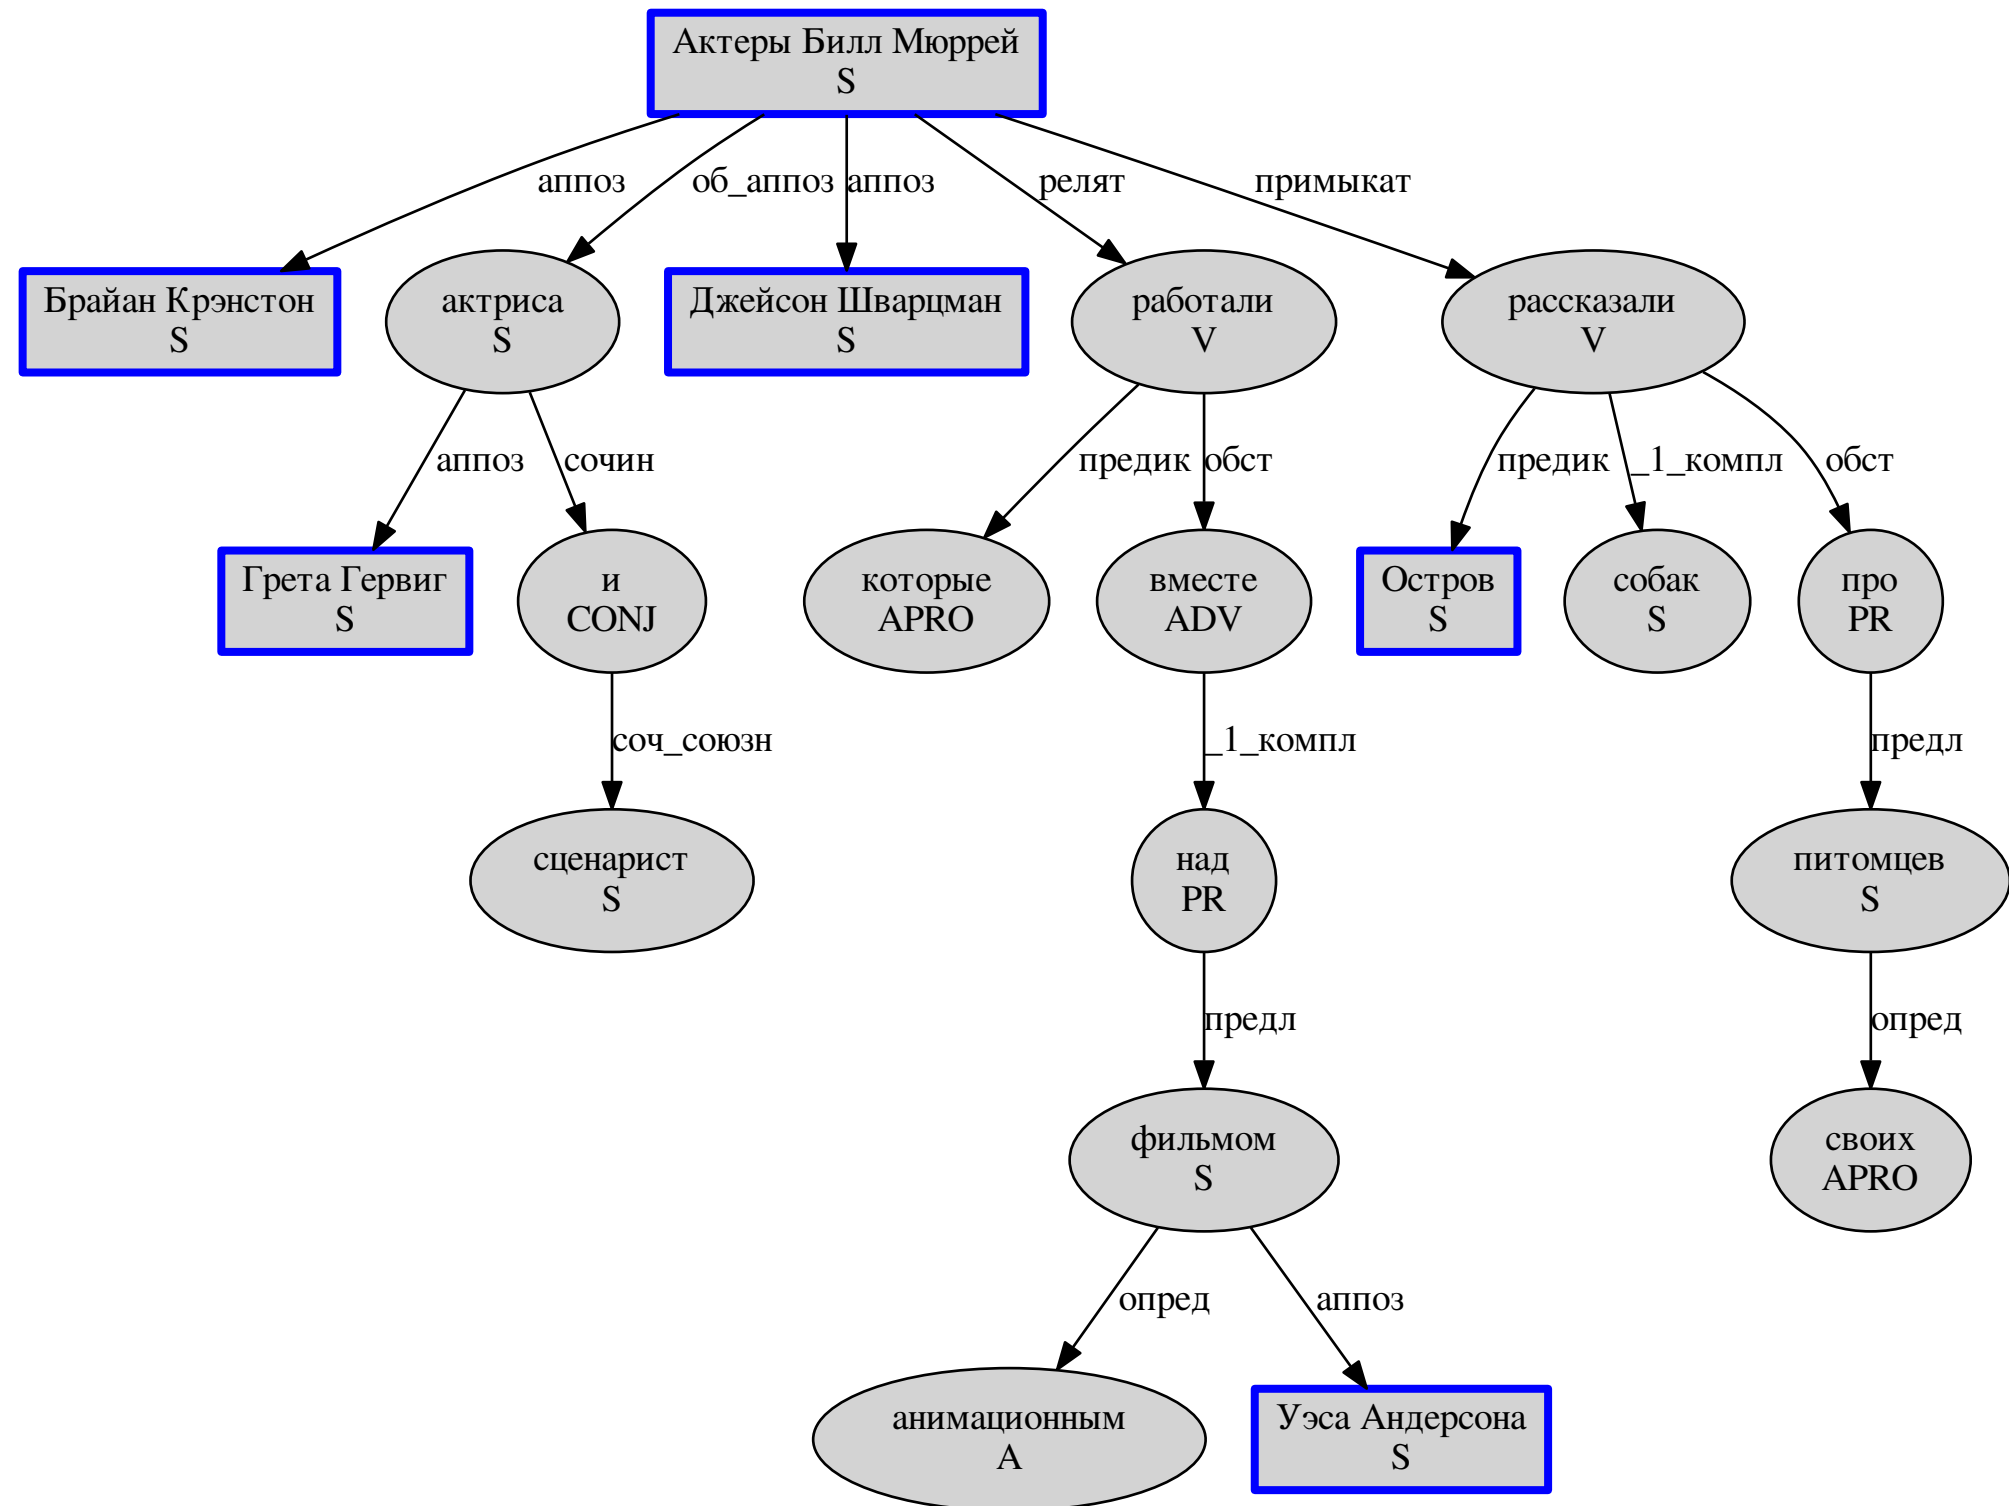 Актеры Билл Мюррей
S
аппоз
об_аппоз
аппоз
релят
примыкат
Брайан Крэнстон
S
актриса
S
Джейсон Шварцман
S
работали
V
рассказали
V
аппоз
сочин
предик
обст
предик
_1_компл
обст
Грета Гервиг
S
и
CONJ
которые
APRO
вместе
ADV
Остров
S
собак
S
про
PR
соч_союзн
_1_компл
предл
сценарист
S
над
PR
питомцев
S
предл
опред
фильмом
S
своих
APRO
опред
аппоз
анимационным
A
Уэса Андерсона
S